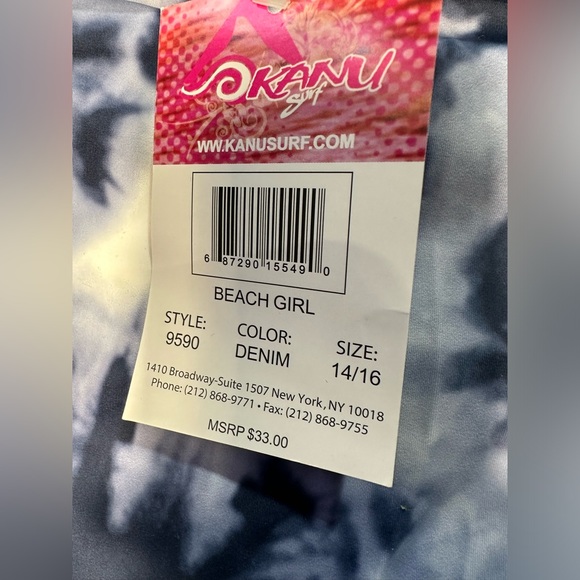 KANU
Surf
WW.KANUSURF.COM
6 87290 15549 0
BEACH GIRL
STYLE: COLOR: SIZE:
9590 DENIM 14/16
1410 Broadway-Suite 1507 New York, NY 10018
Phone: (212) 868-9771 • Fax: (212) 868-9755
MSRP $33.00